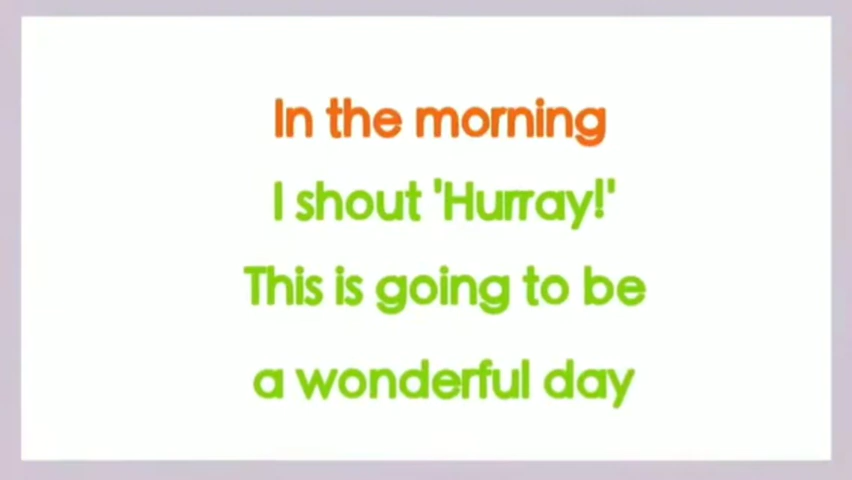 In the morning
I shout 'Hurray!'
This is going to be
a wonderful day